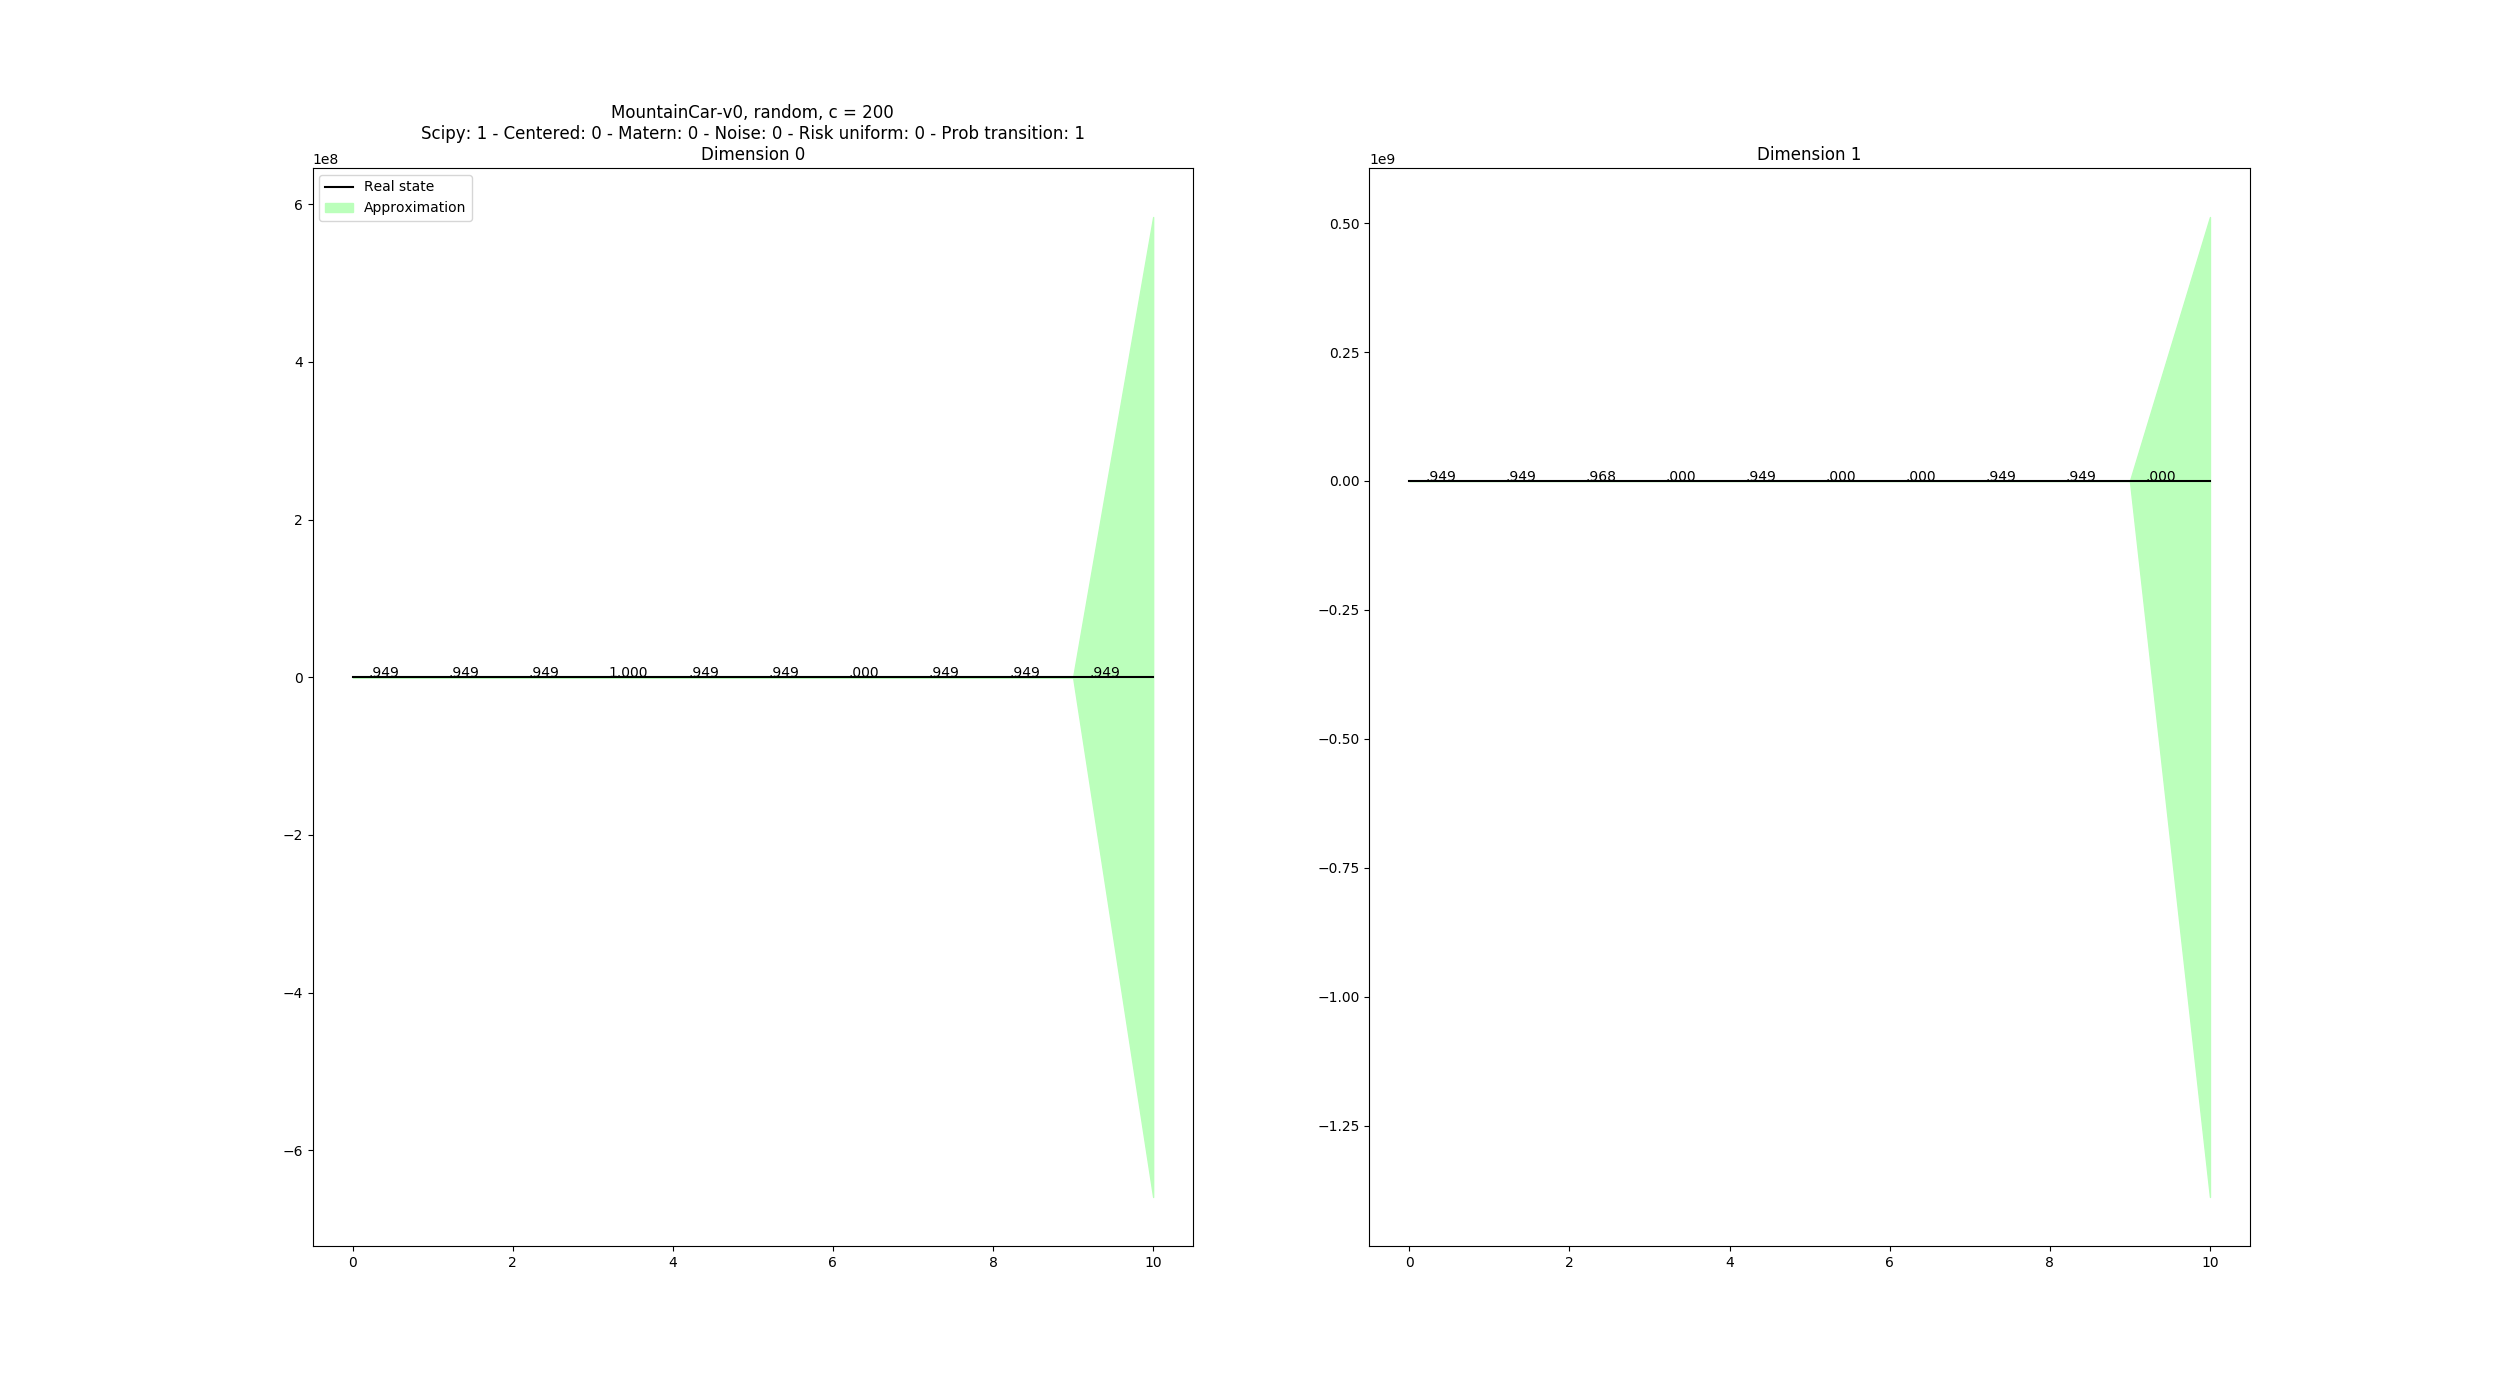 MountainCar-v0, random, c = 200
Scipy: 1 - Centered: 0 - Matern: 0 - Noise: 0 - Risk uniform: 0 - Prob transition: 1
Dimension 0
1e8
Real state
Approximation
6
4
2
0
−2
−4
−6
.949 .949 .949 1.000 .949 .949 .000 .949 .949 .949
0 2 4 6 8 10
Dimension 1
1e9
0.50
0.25
0.00
−0.25
−0.50
−0.75
−1.00
−1.25
.949 .949 .968 .000 .949 .000 .000 .949 .949 .000
0 2 4 6 8 10